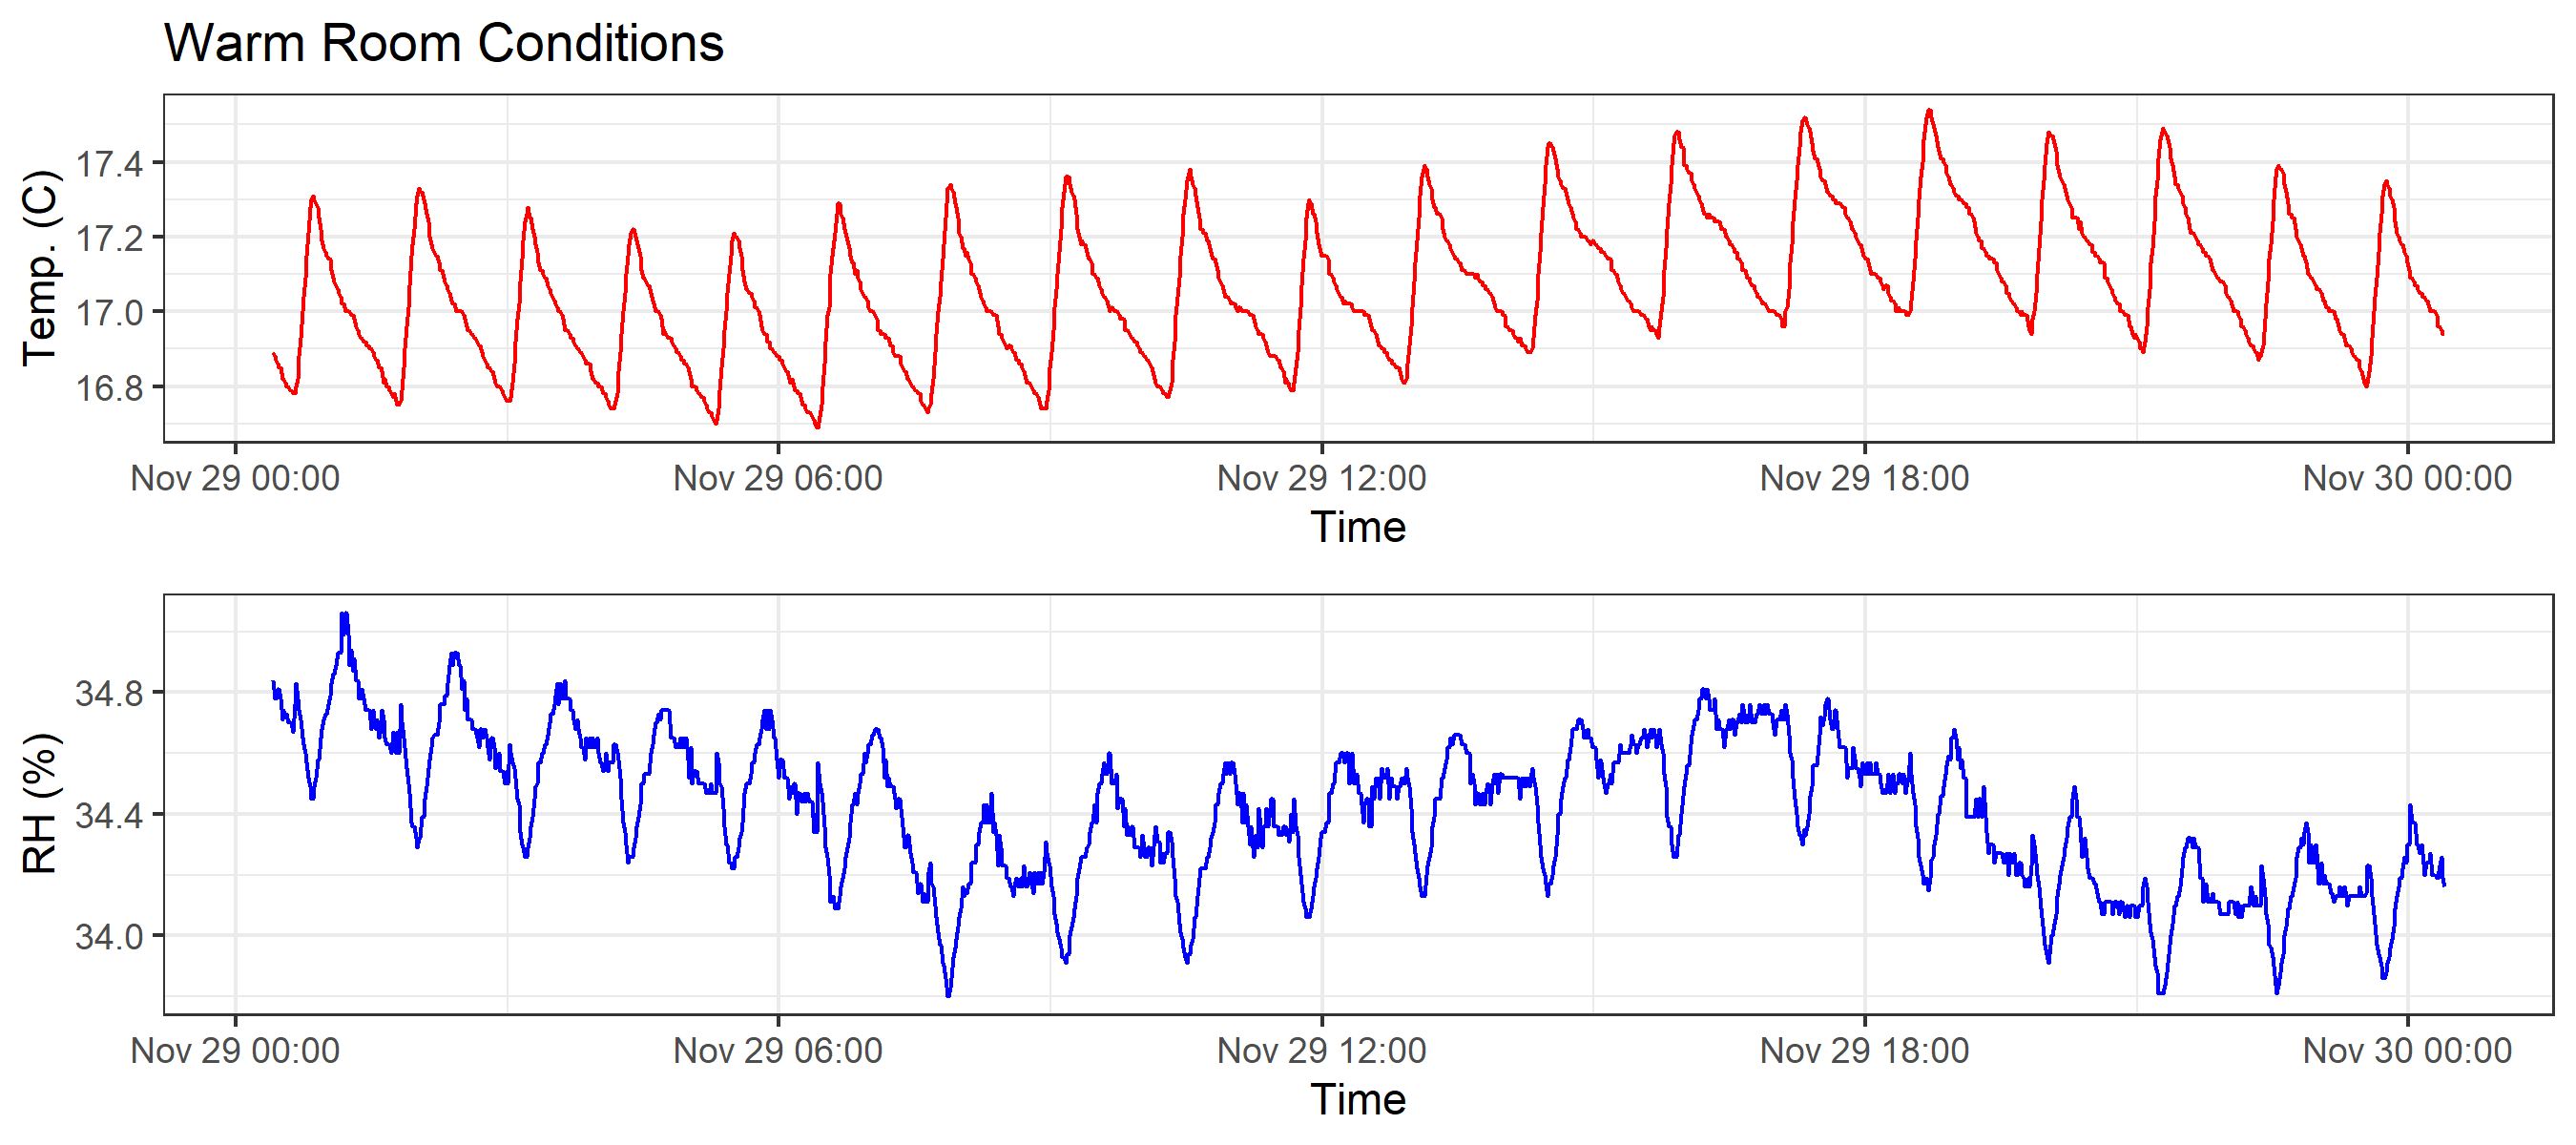 Warm Room Conditions
Temp. (C)
17.4
17.2
17.0
16.8
Nov 29 00:00 Nov 29 06:00 Nov 29 12:00 Nov 29 18:00 Nov 30 00:00
Time
RH (%)
34.8
34.4
34.0
Nov 29 00:00 Nov 29 06:00 Nov 29 12:00 Nov 29 18:00 Nov 30 00:00
Time